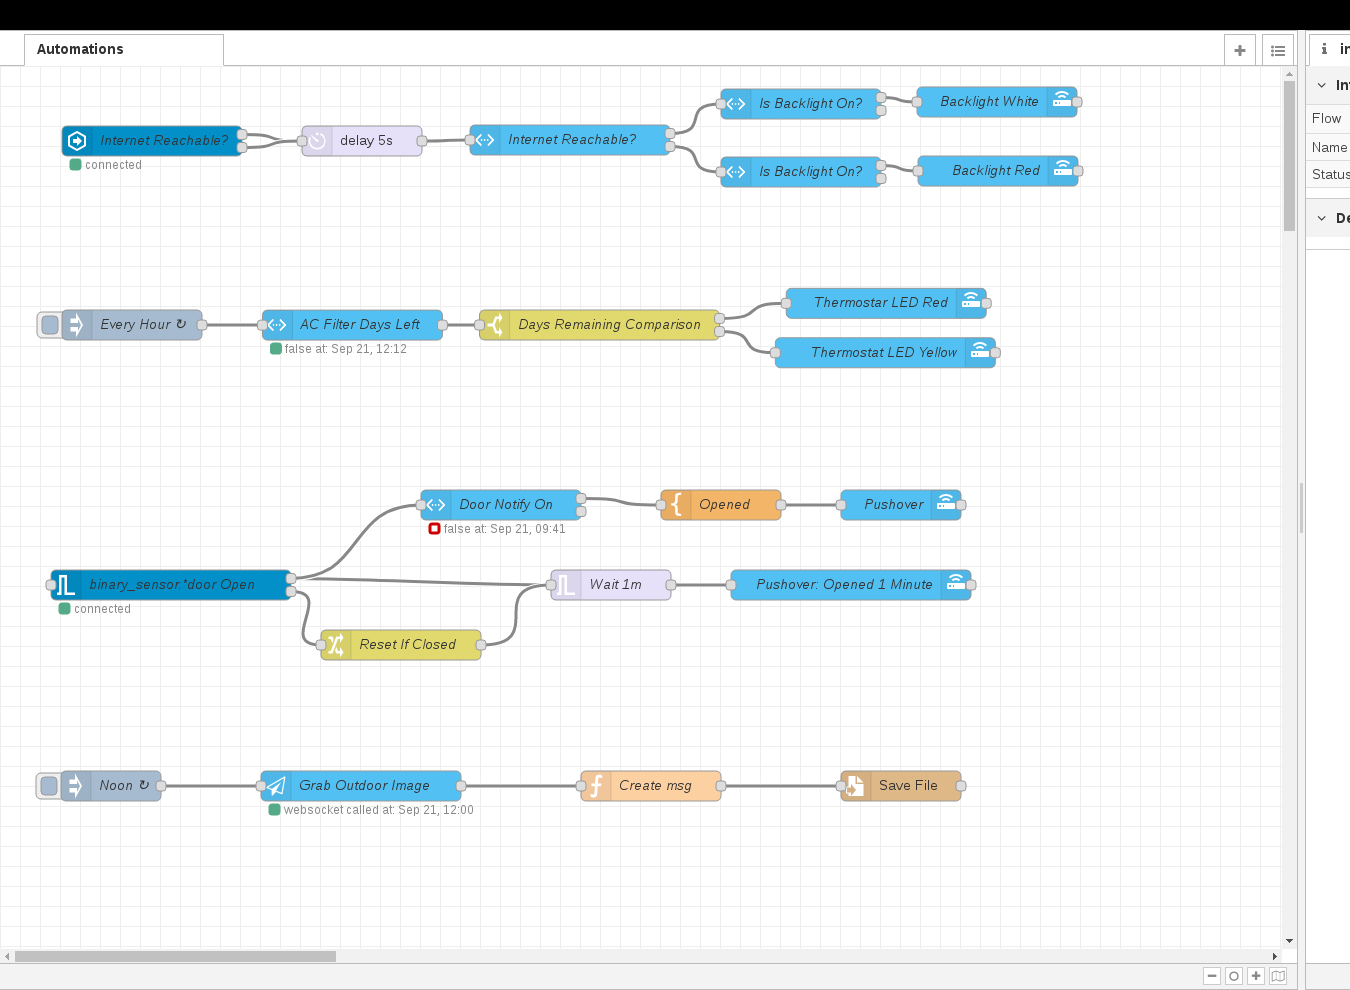 Automations
in
Inf
Flow
Name
Status
De
Is Backlight On?
Backlight White
Internet Reachable?
connected
delay 5s
Internet Reachable?
Is Backlight On?
Backlight Red
Every Hour ↻
AC Filter Days Left
false at: Sep 21, 12:12
Days Remaining Comparison
Thermostar LED Red
Thermostat LED Yellow
Door Notify On
false at: Sep 21, 09:41
Opened
Pushover
binary_sensor.*door Open
connected
Wait 1m
Pushover: Opened 1 Minute
Reset If Closed
Noon ↻
Grab Outdoor Image
websocket called at: Sep 21, 12:00
Create msg
Save File